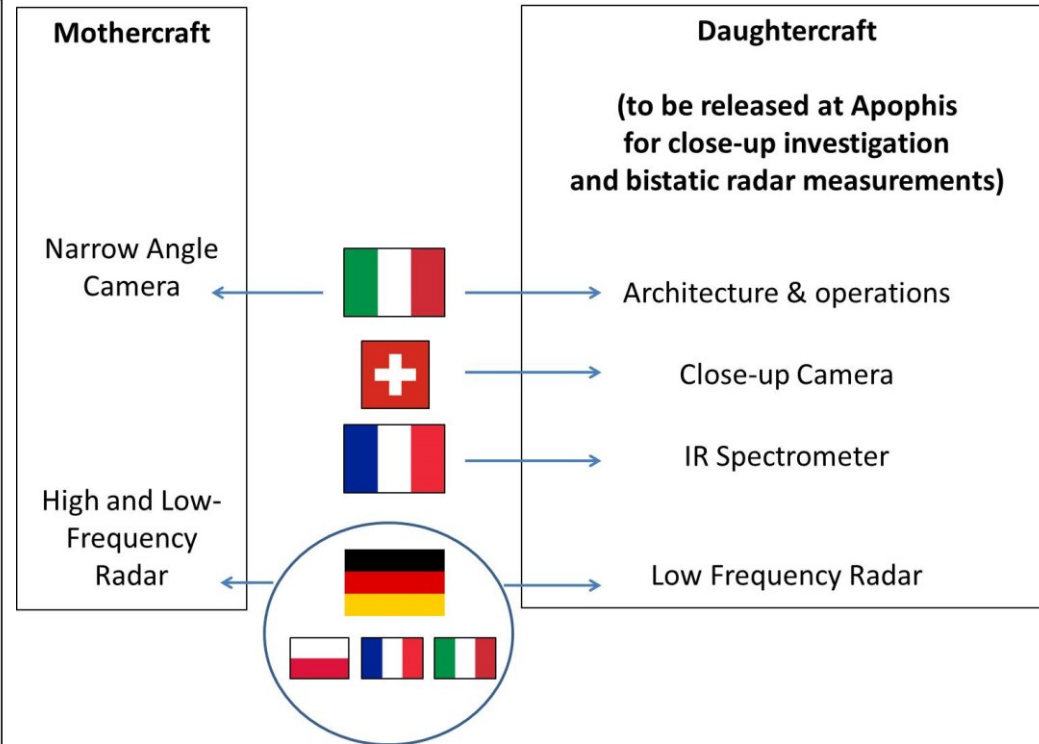 Mothercraft
Narrow Angle
Camera
High and Low-
Frequency
Radar
Daughtercraft
(to be released at Apophis
for close-up investigation
and bistatic radar measurements)
Architecture & operations
Close-up Camera
IR Spectrometer
Low Frequency Radar